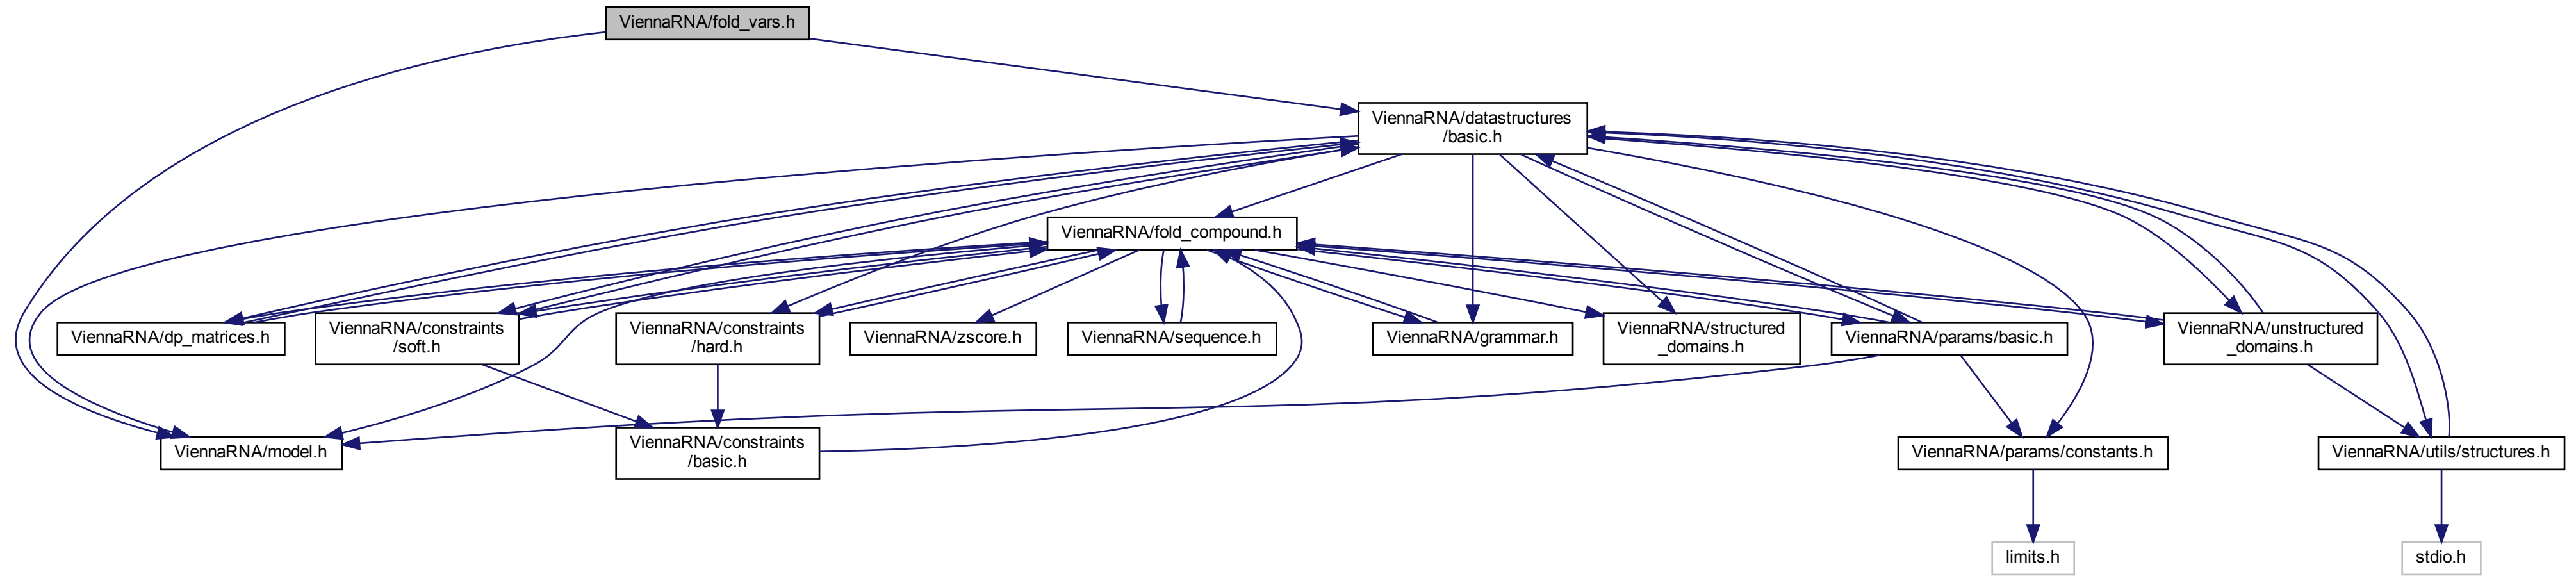 ViennaRNA/fold_vars.h
ViennaRNA/datastructures
/basic.h
ViennaRNA/fold_compound.h
ViennaRNA/dp_matrices.h
ViennaRNA/constraints
/soft.h
ViennaRNA/constraints
/hard.h
ViennaRNA/zscore.h
ViennaRNA/sequence.h
ViennaRNA/grammar.h
ViennaRNA/structured
_domains.h
ViennaRNA/params/basic.h
ViennaRNA/unstructured
_domains.h
ViennaRNA/model.h
ViennaRNA/constraints
/basic.h
ViennaRNA/params/constants.h
ViennaRNA/utils/structures.h
limits.h
stdio.h